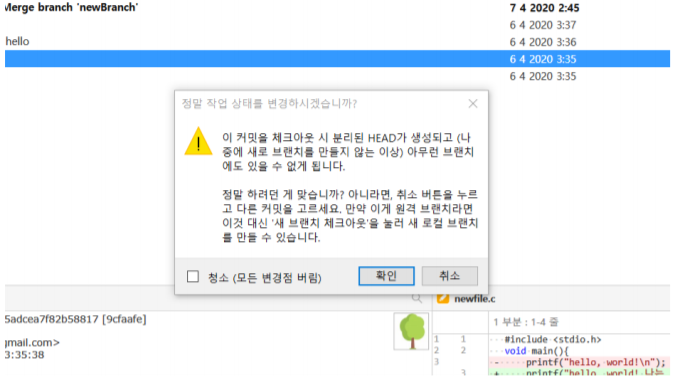 Merge branch 'newBranch' 7 4 2020 2:45
6 4 2020 3:37
hello 6 4 2020 3:36
6 4 2020 3:35
6 4 2020 3:35
정말 작업 상태를 변경하시겠습니까?
이 커밋을 체크아웃 시 분리된 HEAD가 생성되고 (나
중에 새로 브랜치를 만들지 않는 이상) 아무런 브랜치
에도 있을 수 없게 됩니다.
정말 하려던 게 맞습니까? 아니라면, 취소 버튼을 누르
고 다른 커밋을 고르세요. 만약 이게 원격 브랜치라면
이것 대신 '새 브랜치 체크아웃'을 눌러 새 로컬 브랜치
를 만들 수 있습니다.
청소 (모든 변경점 버림)
확인 취소
newfile.c
5adcea7f82b58817 [9cfaafe]
gmail.com>
3:35:38
1 부분 : 1-4 줄
1 1 #include <stdio.h>
2 2 void main(){
3 - printf("hello, world!\n");
3 + printf("hello, world! 나는